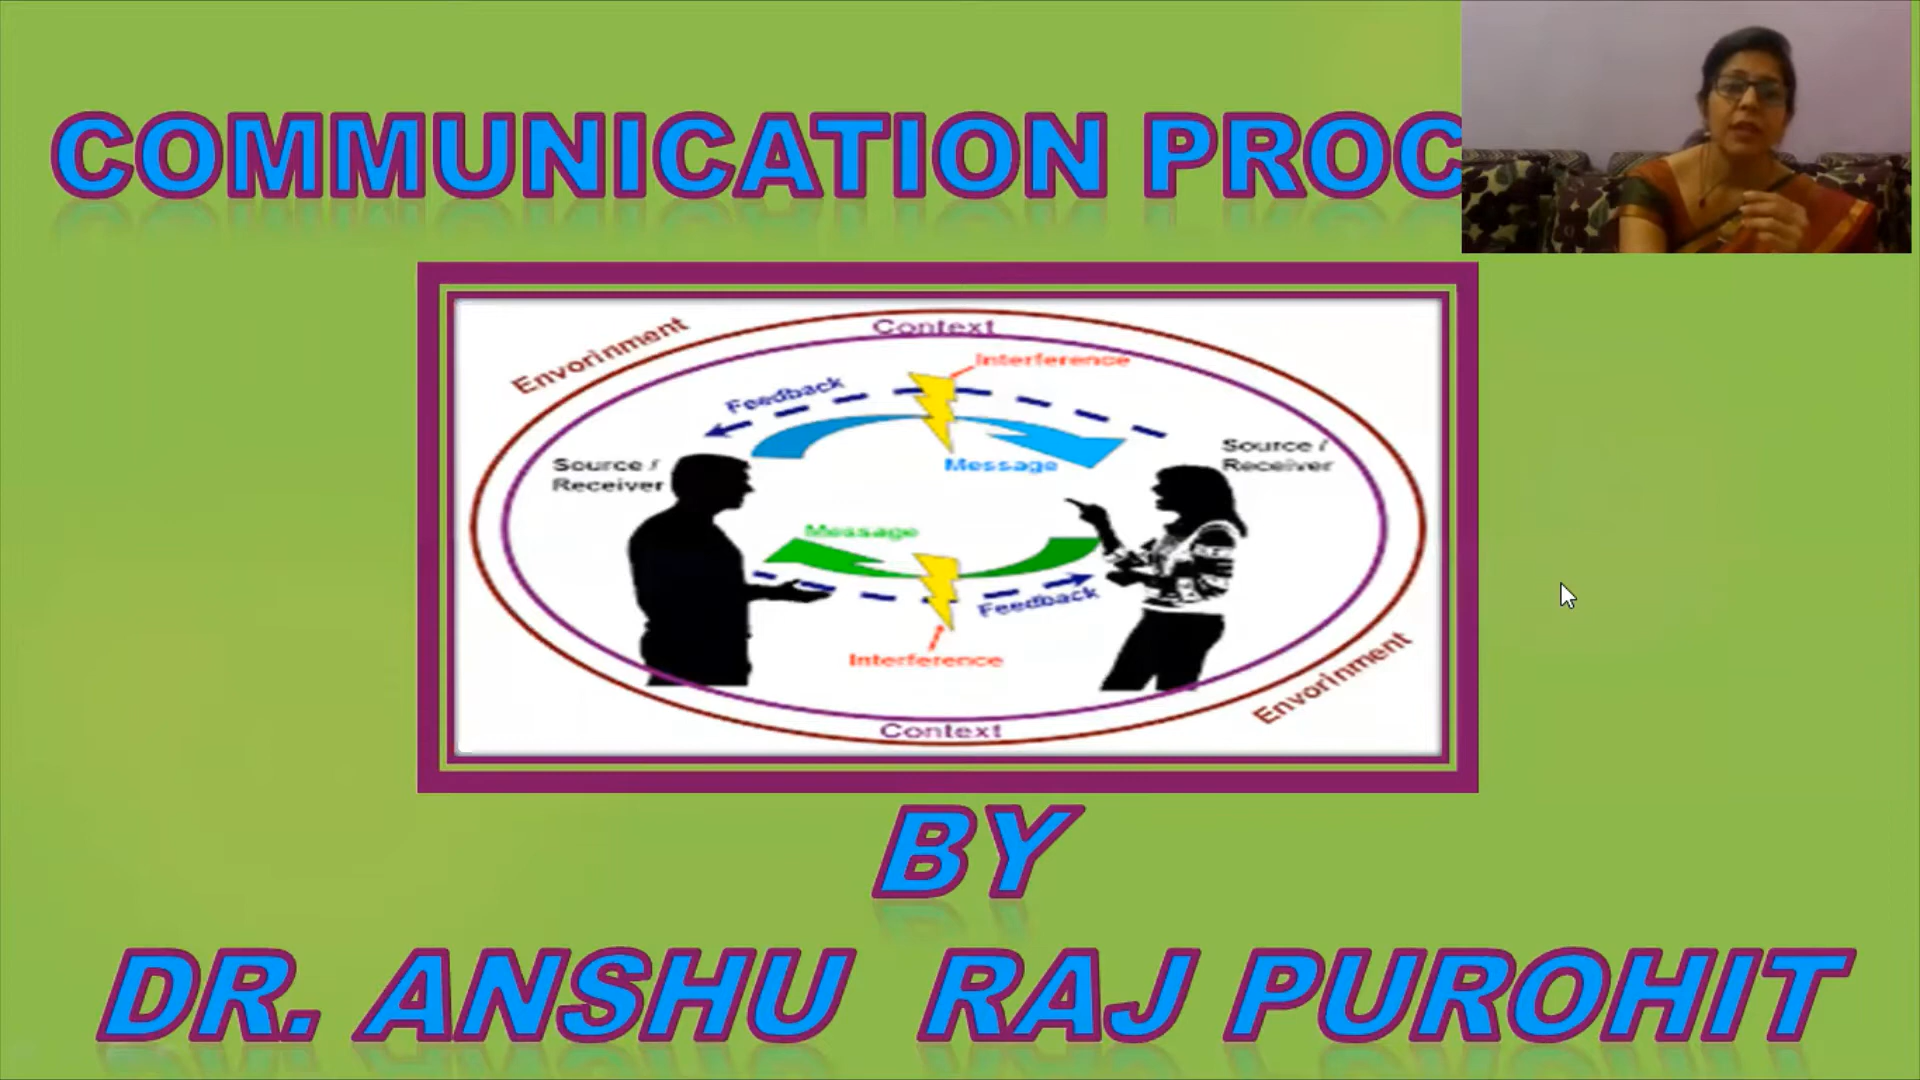 COMMUNICATION PROC
Envorinment
Context
Interference
Feedback
Source /
Receiver
Message
Source /
Receiver
Message
Feedback
Interference
Envorinment
Context
BY
DR. ANSHU RAJ PUROHIT